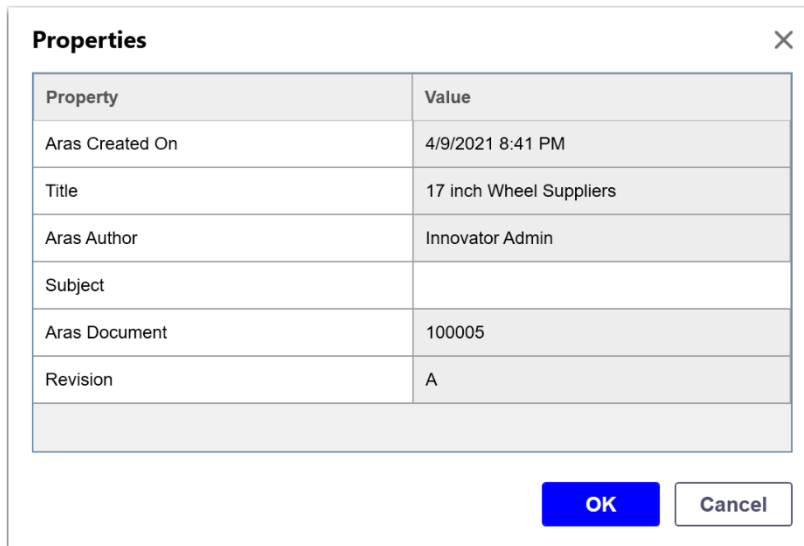 Properties
Property Value
Aras Created On 4/9/2021 8:41 PM
Title 17 inch Wheel Suppliers
Aras Author Innovator Admin
Subject
Aras Document 100005
Revision A
OK Cancel